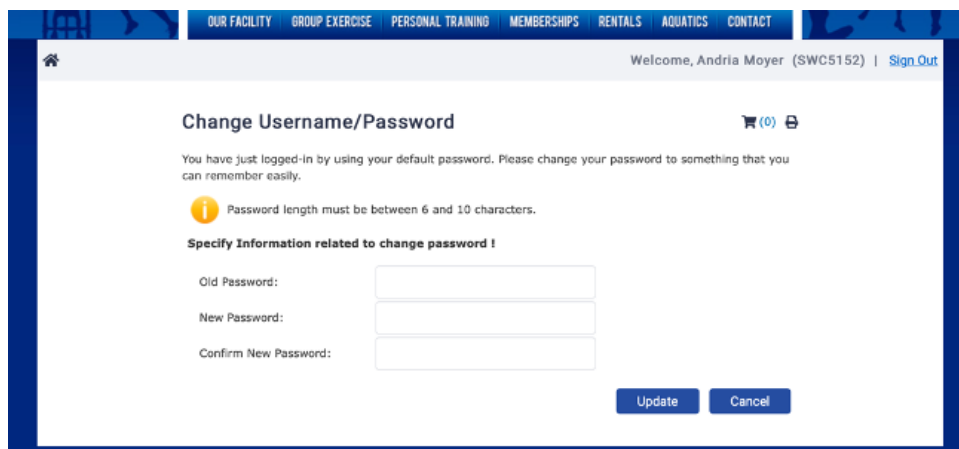 OUR FACILITY GROUP EXERCISE PERSONAL TRAINING MEMBERSHIPS RENTALS AQUATICS CONTACT
Welcome, Andria Moyer (SWC5152) | Sign Out
Change Username/Password (0)
You have just logged-in by using your default password. Please change your password to something that you
can remember easily.
i Password length must be between 6 and 10 characters.
Specify Information related to change password !
Old Password:
New Password:
Confirm New Password:
Update Cancel